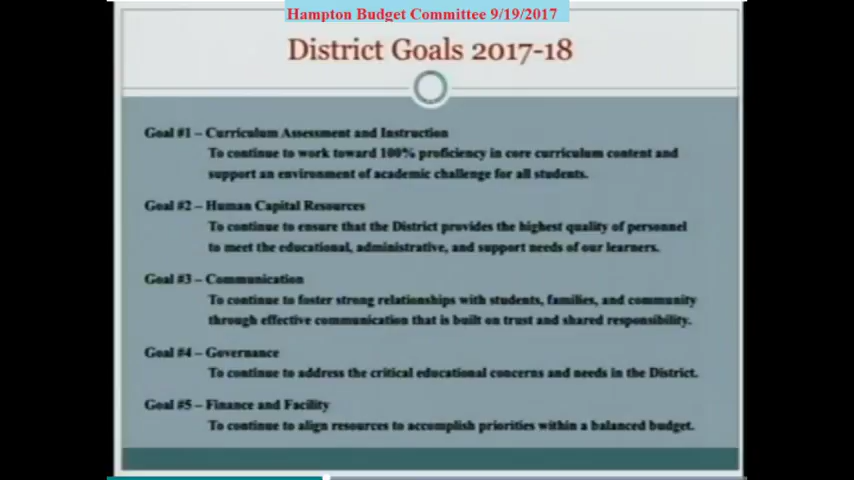 Hampton Budget Committee 9/19/2017
District Goals 2017-18
Goal #1 – Curriculum Assessment and Instruction
To continue to work toward 100% proficiency in core curriculum content and
support an environment of academic challenge for all students.
Goal #2 – Human Capital Resources
To continue to ensure that the District provides the highest quality of personnel
to meet the educational, administrative, and support needs of our learners.
Goal #3 – Communication
To continue to foster strong relationships with students, families, and community
through effective communication that is built on trust and shared responsibility.
Goal #4 – Governance
To continue to address the critical educational concerns and needs in the District.
Goal #5 – Finance and Facility
To continue to align resources to accomplish priorities within a balanced budget.